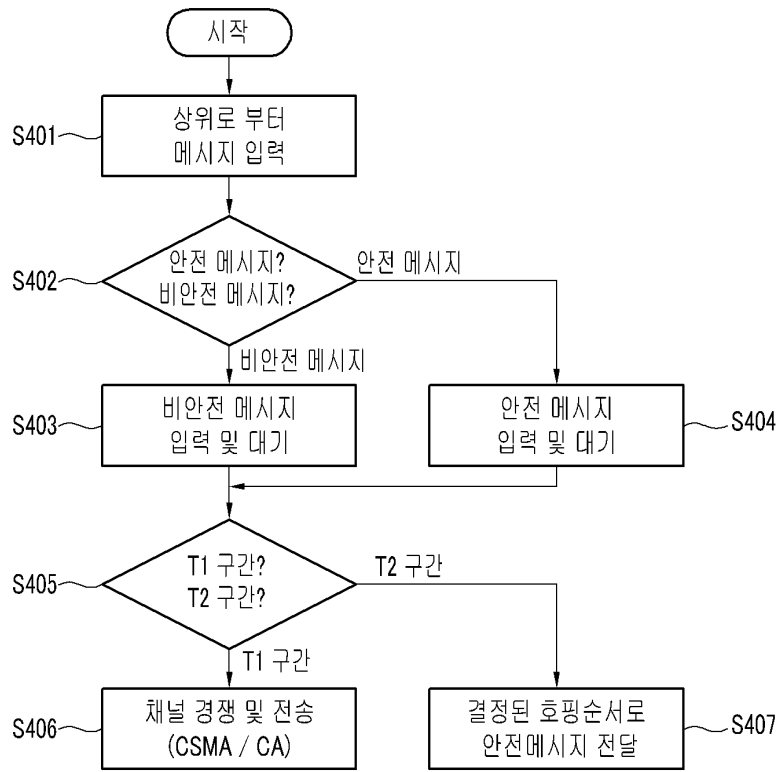 시작
S401
상위로 부터
메시지 입력
S402
안전 메시지?
비안전 메시지?
안전 메시지
비안전 메시지
S403
비안전 메시지
입력 및 대기
안전 메시지
입력 및 대기
S404
S405
T1 구간?
T2 구간?
T2 구간
T1 구간
S406
채널 경쟁 및 전송
(CSMA / CA)
결정된 호핑순서로
안전메시지 전달
S407